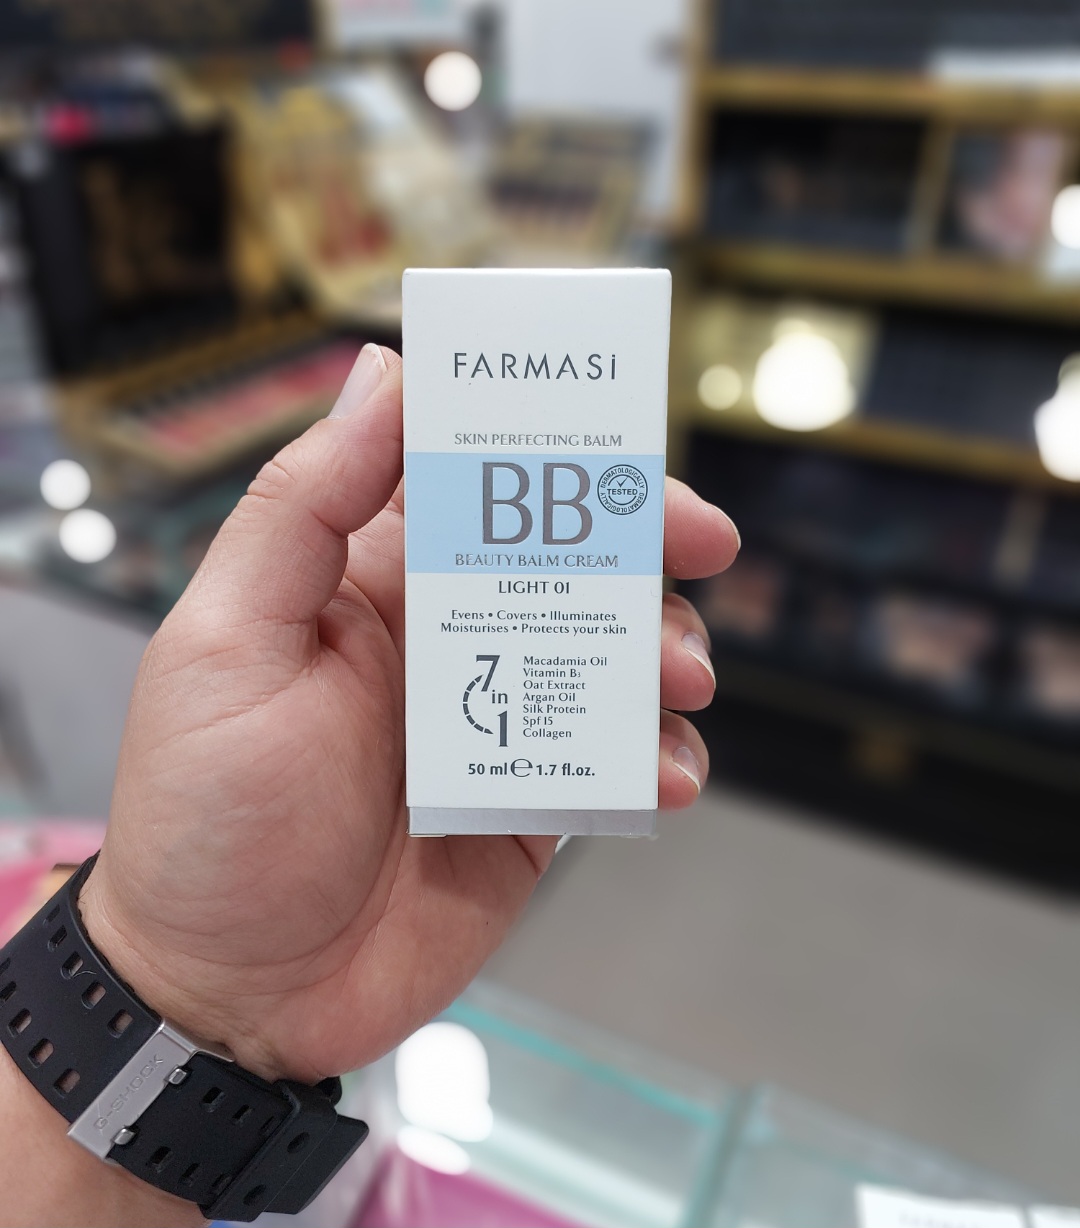 FARMASi
SKIN PERFECTING BALM
BB
DERMATOLOGICALLY
TESTED
DERMATOLOGICALLY
BEAUTY BALM CREAM
LIGHT 01
Evens • Covers • Illuminates
Moisturises • Protects your skin
7 in 1
Macadamia Oil
Vitamin B₃
Oat Extract
Argan Oil
Silk Protein
Spf 15
Collagen
50 ml ℮ 1.7 fl.oz.
G-SHOCK